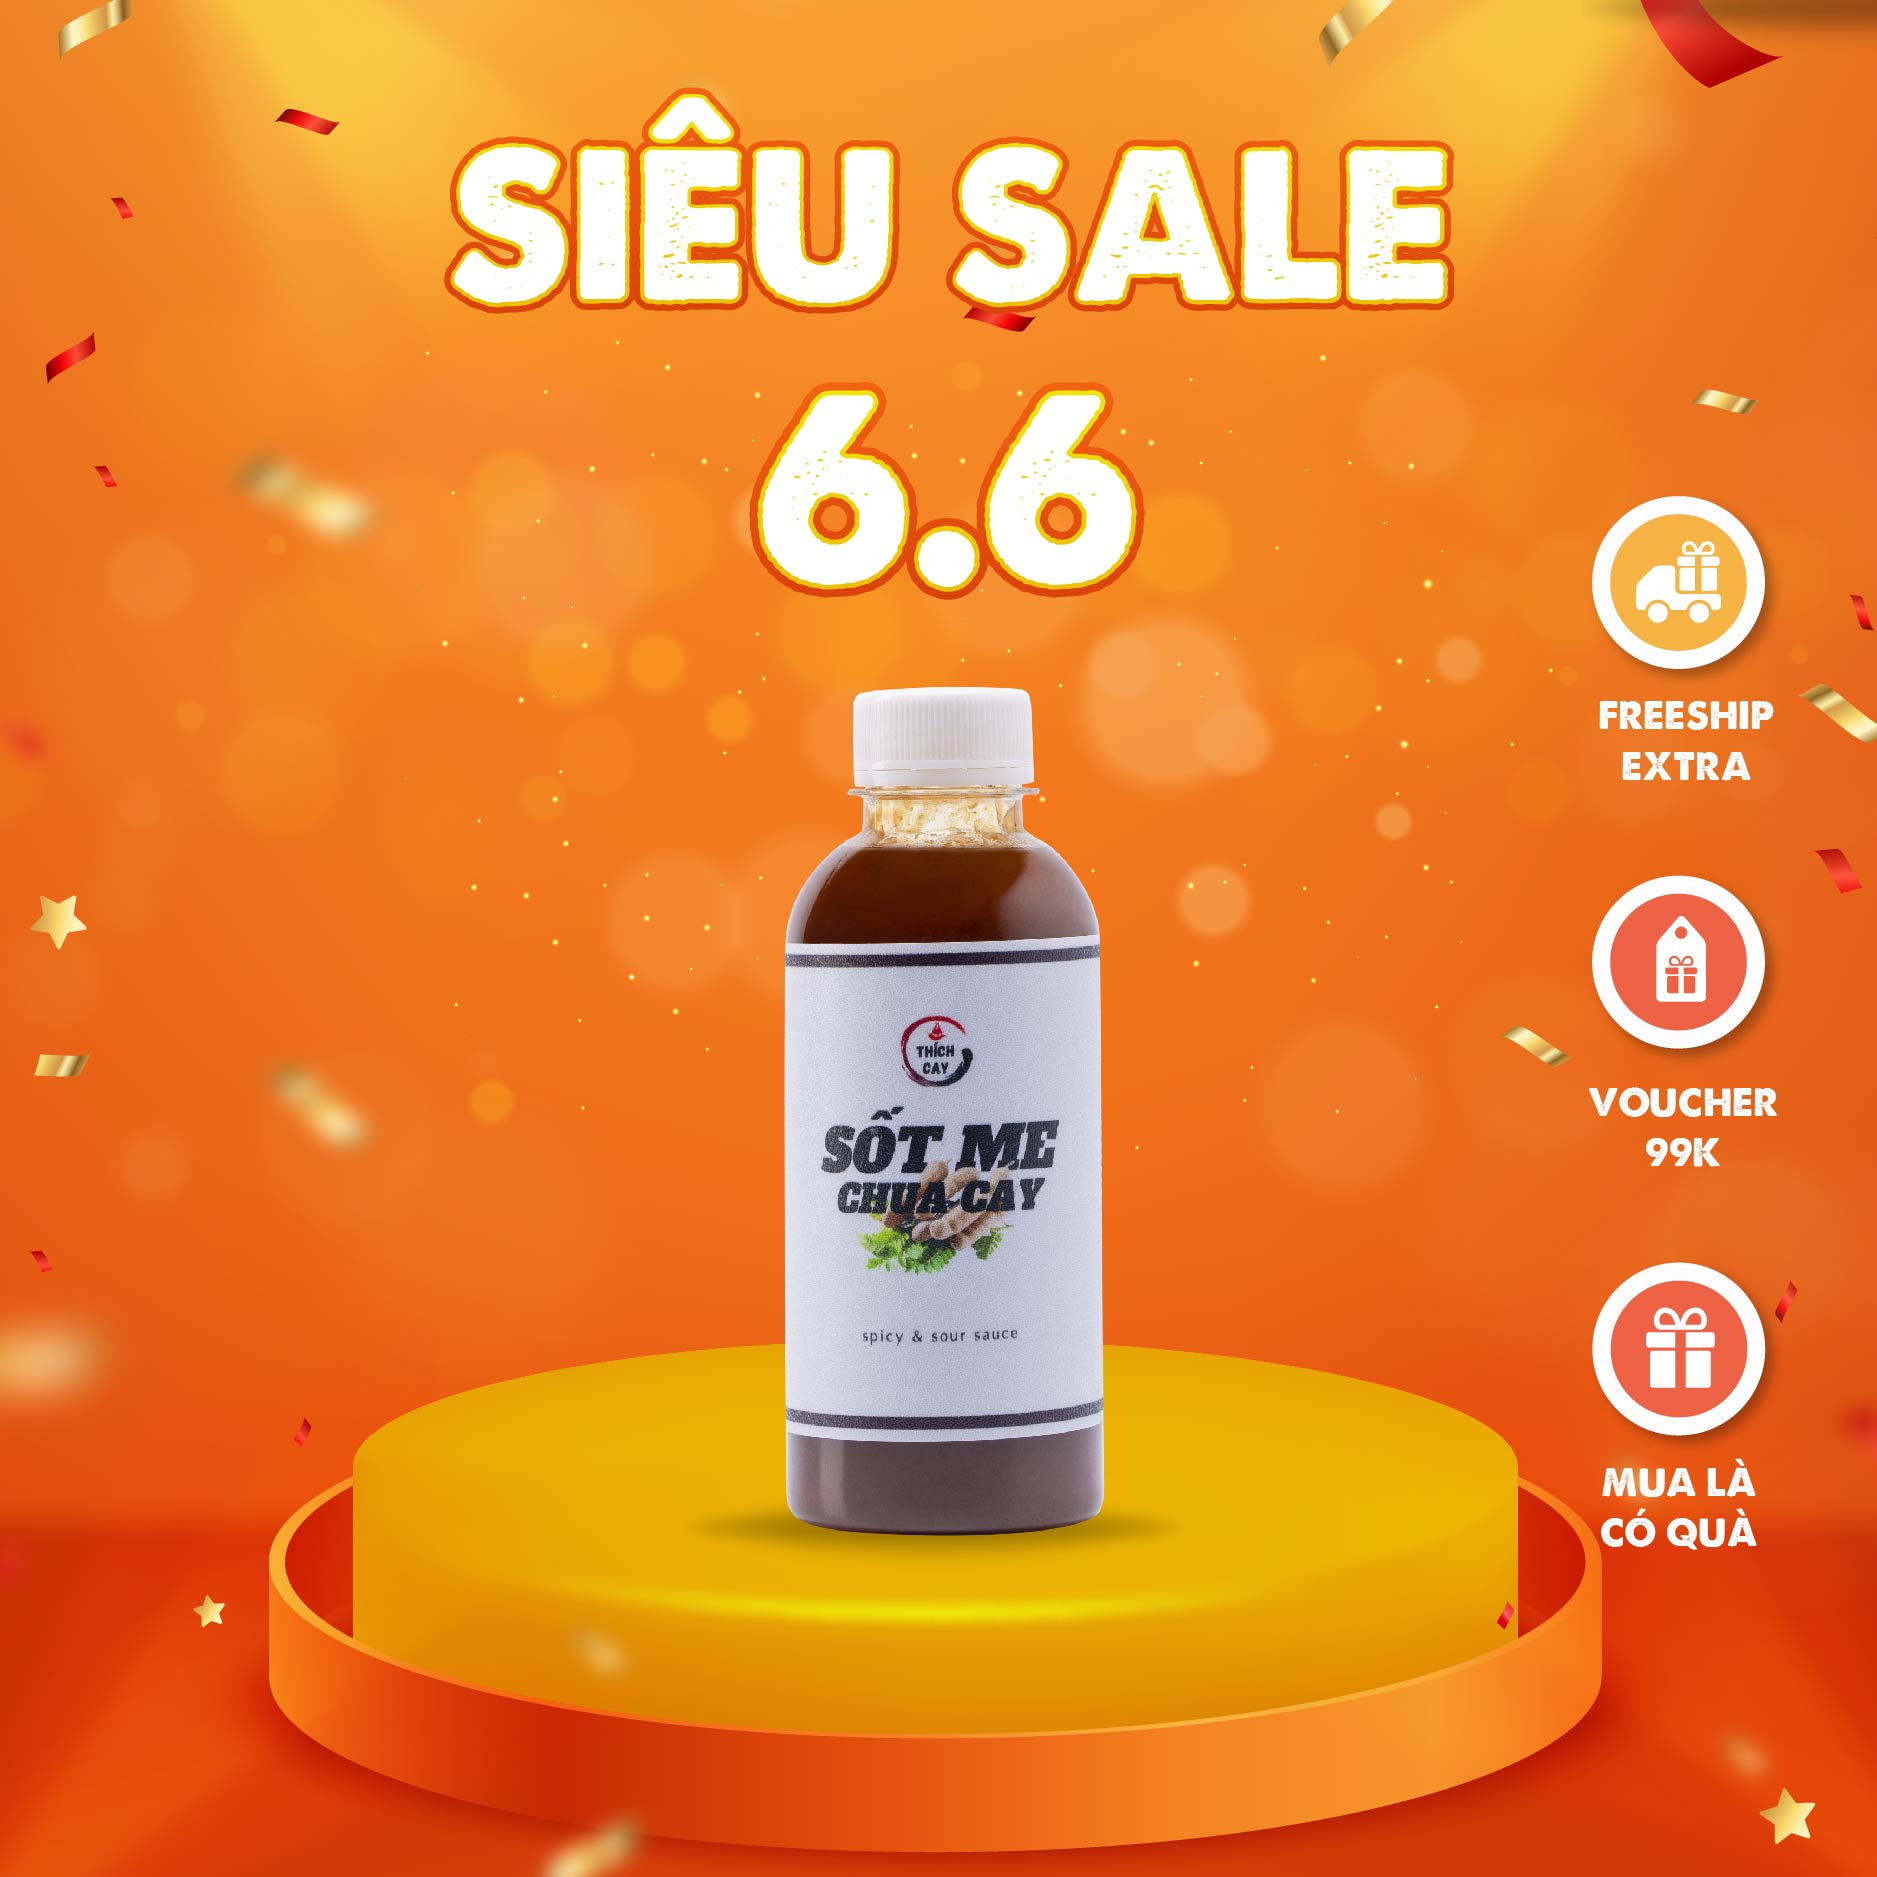 SIÊU SALE
6.6
FREESHIP
EXTRA
VOUCHER
99K
MUA LÀ
CÓ QUÀ
THÍCH
CAY
SỐT ME
CHUA CAY
spicy & sour sauce